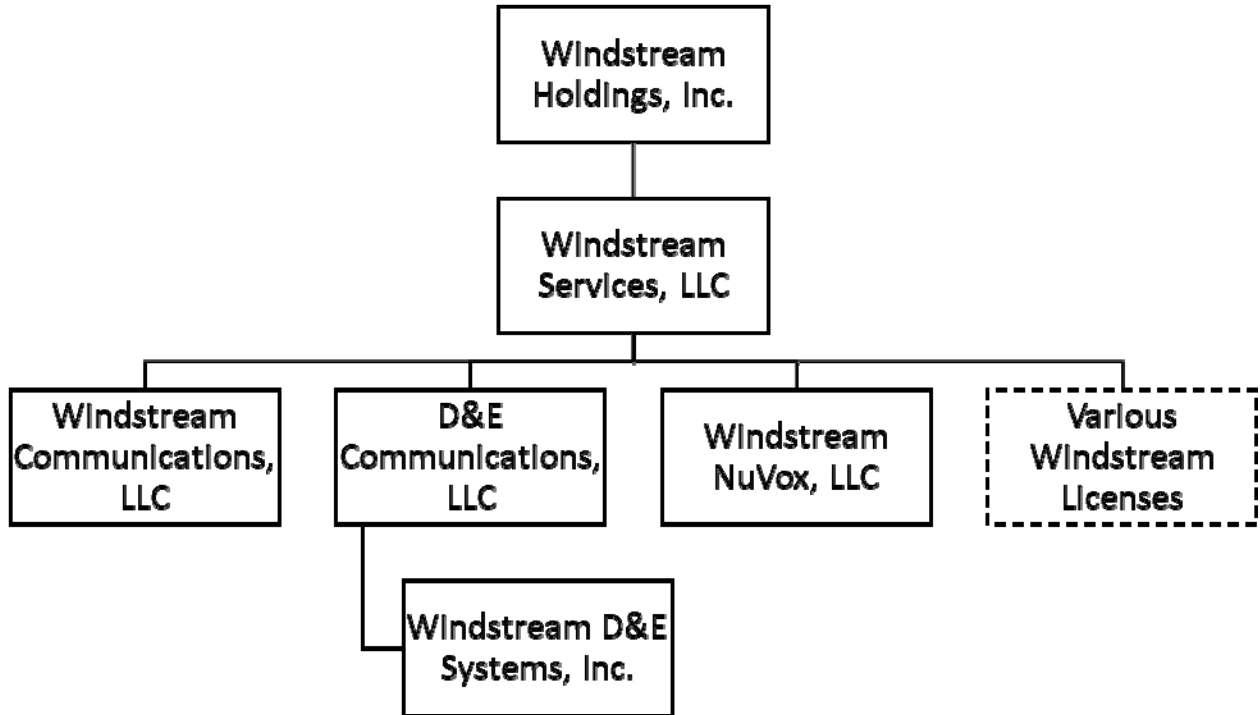 Windstream
Holdings, Inc.
Windstream
Services, LLC
Windstream
Communications,
LLC
D&E
Communications,
LLC
Windstream
NuVox, LLC
Various
Windstream
Licenses
Windstream D&E
Systems, Inc.